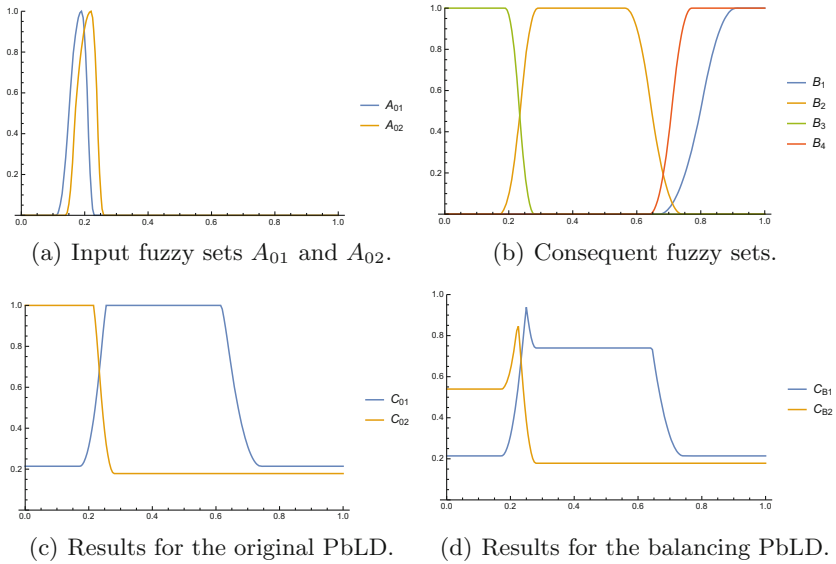 1.0
0.8
0.6
0.4
0.2
0.0 0.2 0.4 0.6 0.8 1.0
A01
A02
(a) Input fuzzy sets A01 and A02.
1.0
0.8
0.6
0.4
0.2
0.0 0.2 0.4 0.6 0.8 1.0
B1
B2
B3
B4
(b) Consequent fuzzy sets.
1.0
0.8
0.6
0.4
0.2
0.0 0.2 0.4 0.6 0.8 1.0
C01
C02
(c) Results for the original PbLD.
1.0
0.8
0.6
0.4
0.2
0.0 0.2 0.4 0.6 0.8 1.0
CB1
CB2
(d) Results for the balancing PbLD.